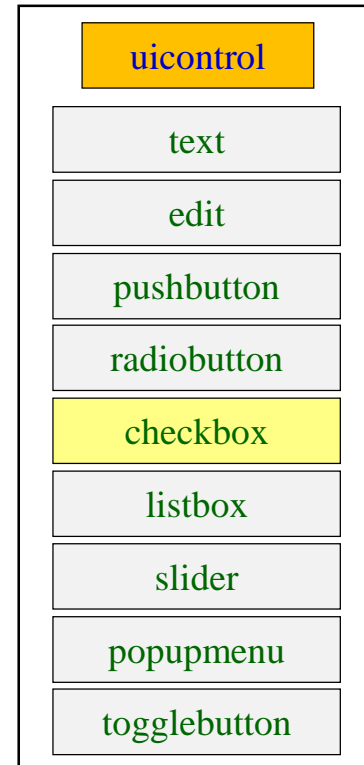 uicontrol
text
edit
pushbutton
radiobutton
checkbox
listbox
slider
popupmenu
togglebutton